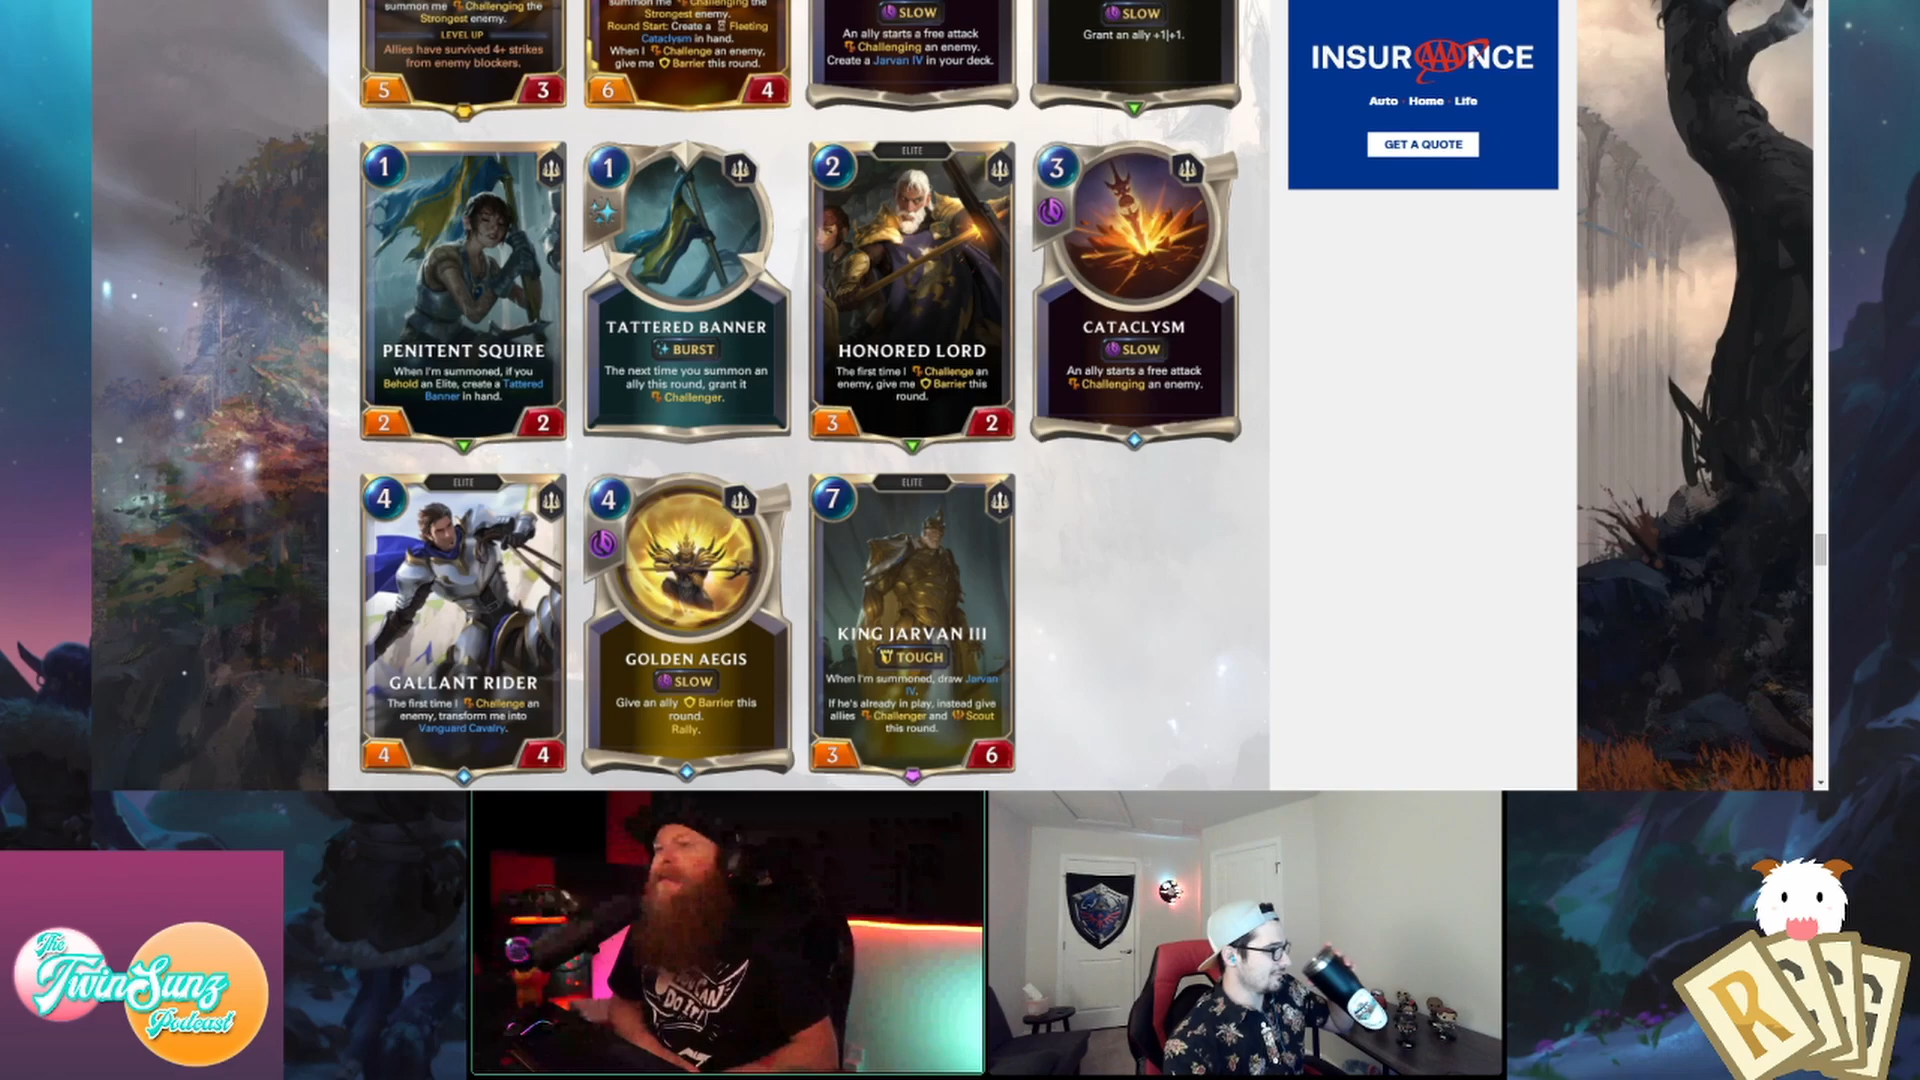 summon me Challenging the
Strongest enemy.
LEVEL UP
Allies have survived 4+ strikes
from enemy blockers.
5
3
summon me Challenging the
Strongest enemy.
Round Start: Create a Fleeting
Cataclysm in hand.
When I Challenge an enemy,
give me Barrier this round.
6
4
SLOW
An ally starts a free attack
Challenging an enemy.
Create a Jarvan IV in your deck.
SLOW
Grant an ally +1|+1.
INSURAAANCE
Auto · Home · Life
GET A QUOTE
1
PENITENT SQUIRE
When I'm summoned, if you
Behold an Elite, create a Tattered
Banner in hand.
2
2
1
TATTERED BANNER
BURST
The next time you summon an
ally this round, grant it
Challenger.
2
ELITE
HONORED LORD
The first time I Challenge an
enemy, give me Barrier this
round.
3
2
3
CATACLYSM
SLOW
An ally starts a free attack
Challenging an enemy.
4
ELITE
GALLANT RIDER
The first time I Challenge an
enemy, transform me into
Vanguard Cavalry.
4
4
4
GOLDEN AEGIS
SLOW
Give an ally Barrier this
round.
Rally.
7
ELITE
KING JARVAN III
TOUGH
When I'm summoned, draw Jarvan
IV.
If he's already in play, instead give
allies Challenger and Scout
this round.
3
6
The
TwinSunz
Podcast
YOU CAN
DO IT!
R